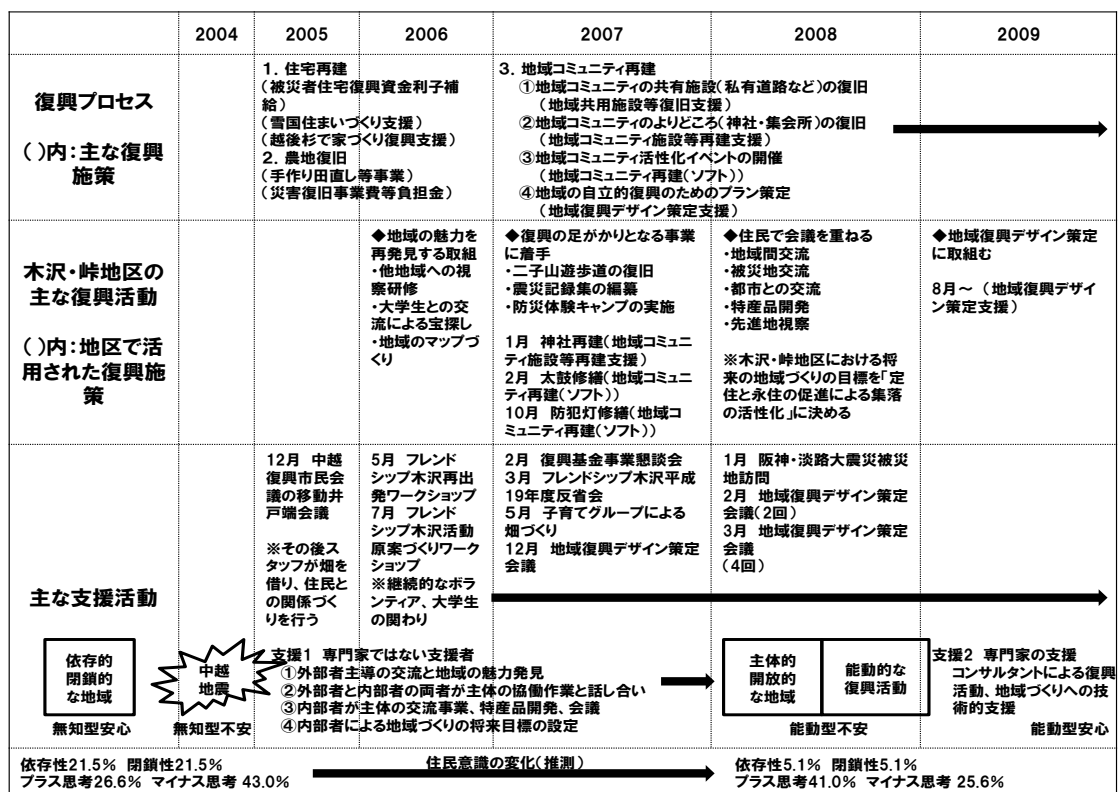 2004 2005 2006 2007 2008 2009
復興プロセス
( )内:主な復興
施策
1. 住宅再建
(被災者住宅復興資金利子補
給)
(雪国住まいづくり支援)
(越後杉で家づくり復興支援)
2. 農地復旧
(手作り田直し等事業)
(災害復旧事業費等負担金)
3. 地域コミュニティ再建
①地域コミュニティの共有施設(私有道路など)の復旧
(地域共用施設等復旧支援)
②地域コミュニティのよりどころ(神社・集会所)の復旧
(地域コミュニティ施設等再建支援)
③地域コミュニティ活性化イベントの開催
(地域コミュニティ再建(ソフト))
④地域の自立的復興のためのプラン策定
(地域復興デザイン策定支援)
木沢・峠地区の
主な復興活動
( )内:地区で活
用された復興施
策
◆地域の魅力を
再発見する取組
・他地域への視
察研修
・大学生との交
流による宝探し
・地域のマップづ
くり
◆復興の足がかりとなる事業
に着手
・二子山遊歩道の復旧
・震災記録集の編纂
・防災体験キャンプの実施
1月 神社再建(地域コミュニ
ティ施設等再建支援)
2月 太鼓修繕(地域コミュニ
ティ再建(ソフト))
10月 防犯灯修繕(地域コ
ミュニティ再建(ソフト))
◆住民で会議を重ねる
・地域間交流
・被災地交流
・都市との交流
・特産品開発
・先進地視察
※木沢・峠地区における将
来の地域づくりの目標を「定
住と永住の促進による集落
の活性化」に決める
◆地域復興デザイン策定
に取組む
8月~ (地域復興デザイ
ン策定支援)
主な支援活動
12月 中越
復興市民会
議の移動井
戸端会議
※その後ス
タッフが畑を
借り、住民と
の関係づく
りを行う
5月 フレンド
シップ木沢再出
発ワークショップ
7月 フレンド
シップ木沢活動
原案づくりワーク
ショップ
※継続的なボラ
ンティア、大学生
の関わり
2月 復興基金事業懇談会
3月 フレンドシップ木沢平成
19年度反省会
5月 子育てグループによる
畑づくり
12月 地域復興デザイン策定
会議
1月 阪神・淡路大震災被災
地訪問
2月 地域復興デザイン策定
会議(2回)
3月 地域復興デザイン策定
会議
(4回)
依存的
閉鎖的
な地域
無知型安心
中越
地震
無知型不安
支援1 専門家ではない支援者
①外部者主導の交流と地域の魅力発見
②外部者と内部者の両者が主体の協働作業と話し合い
③内部者が主体の交流事業、特産品開発、会議
④内部者による地域づくりの将来目標の設定
主体的
開放的
な地域
能動的な
復興活動
能動型不安
支援2 専門家の支援
コンサルタントによる復興
活動、地域づくりへの技
術的支援
能動型安心
依存性21.5% 閉鎖性21.5%
プラス思考26.6% マイナス思考 43.0%
住民意識の変化(推測)
依存性5.1% 閉鎖性5.1%
プラス思考41.0% マイナス思考 25.6%